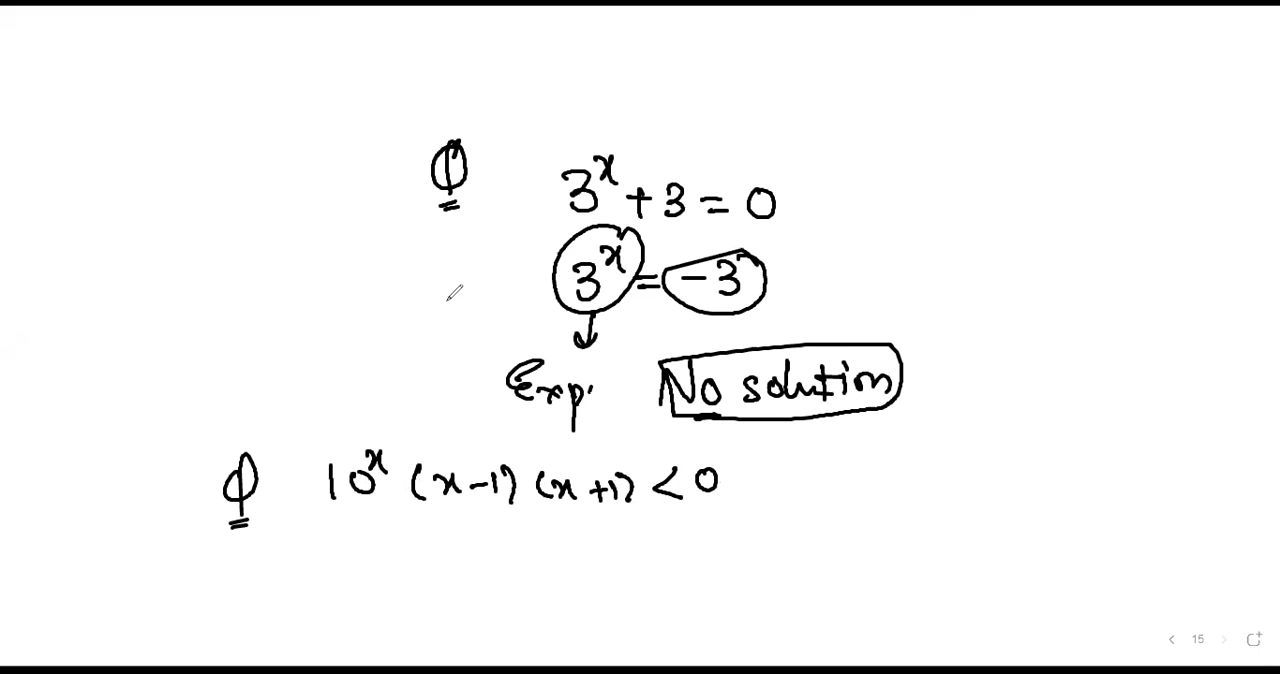 Q 3^x + 3 = 0
3^x = -3
Exp. No solution
Q 10^x (x-1) (x+1) < 0
15